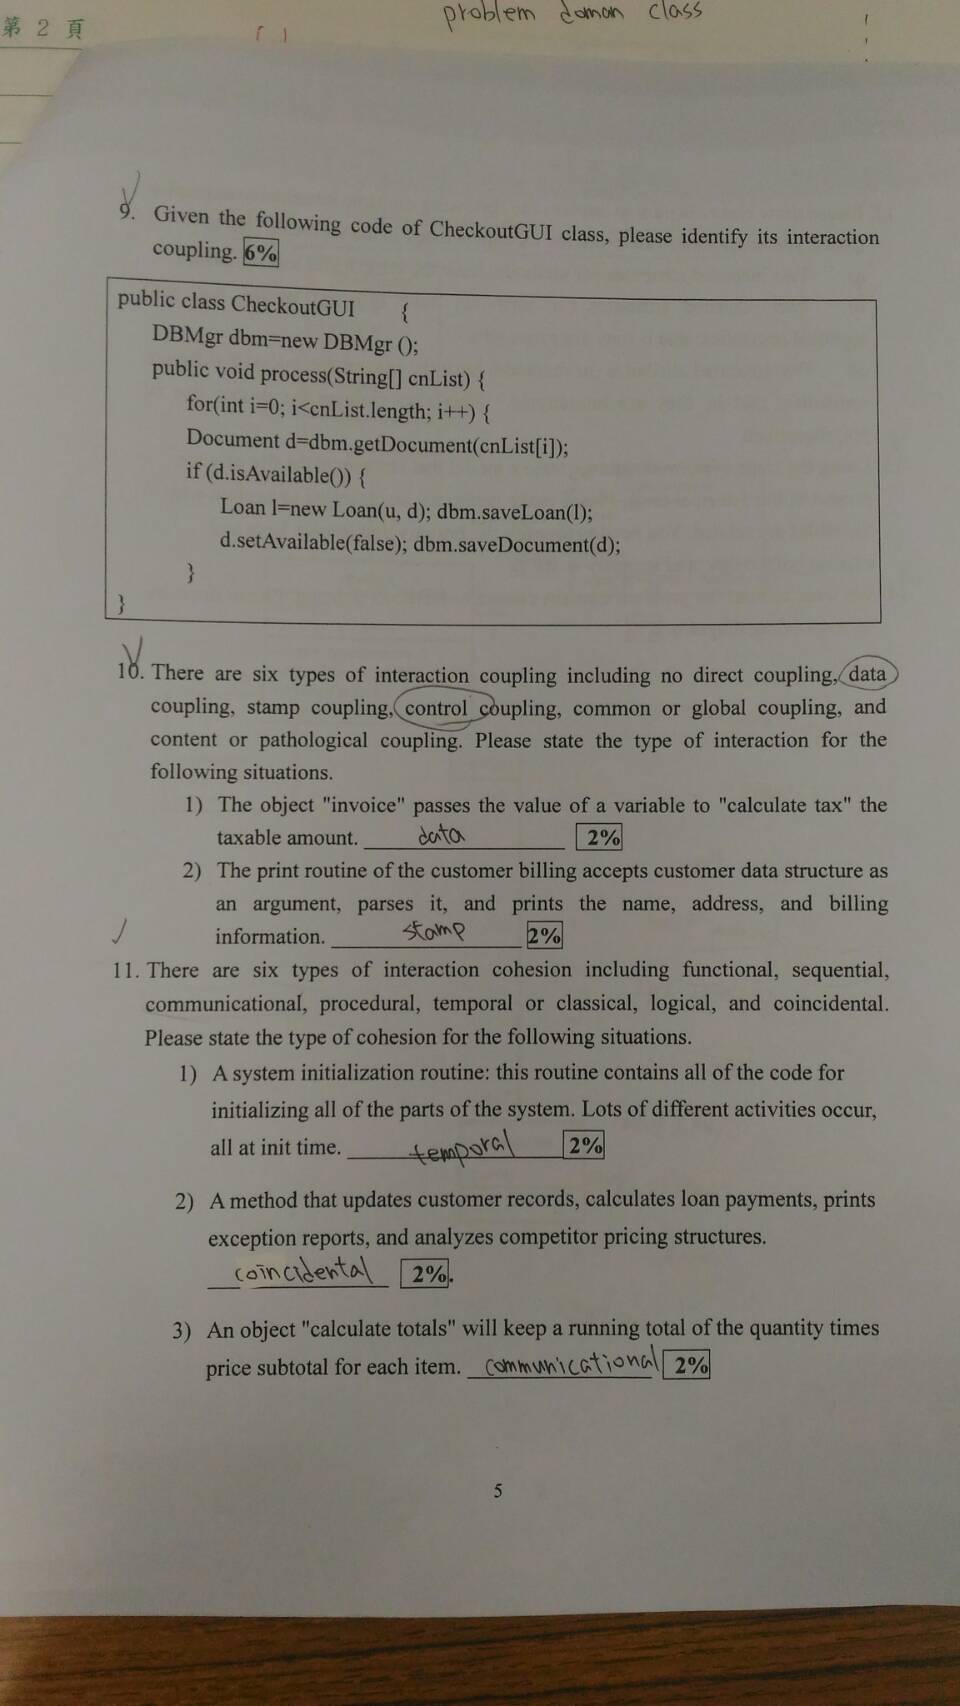 problem doman class
第 2 頁
9. Given the following code of CheckoutGUI class, please identify its interaction
coupling. 6%
public class CheckoutGUI {
DBMgr dbm=new DBMgr ();
public void process(String[] cnList) {
for(int i=0; i<cnList.length; i++) {
Document d=dbm.getDocument(cnList[i]);
if (d.isAvailable()) {
Loan l=new Loan(u, d); dbm.saveLoan(l);
d.setAvailable(false); dbm.saveDocument(d);
}
}
10. There are six types of interaction coupling including no direct coupling, data
coupling, stamp coupling, control coupling, common or global coupling, and
content or pathological coupling. Please state the type of interaction for the
following situations.
1) The object "invoice" passes the value of a variable to "calculate tax" the
taxable amount. data 2%
2) The print routine of the customer billing accepts customer data structure as
an argument, parses it, and prints the name, address, and billing
information. stamp 2%
11. There are six types of interaction cohesion including functional, sequential,
communicational, procedural, temporal or classical, logical, and coincidental.
Please state the type of cohesion for the following situations.
1) A system initialization routine: this routine contains all of the code for
initializing all of the parts of the system. Lots of different activities occur,
all at init time. temporal 2%
2) A method that updates customer records, calculates loan payments, prints
exception reports, and analyzes competitor pricing structures.
coincidental 2%.
3) An object "calculate totals" will keep a running total of the quantity times
price subtotal for each item. communicational 2%
5